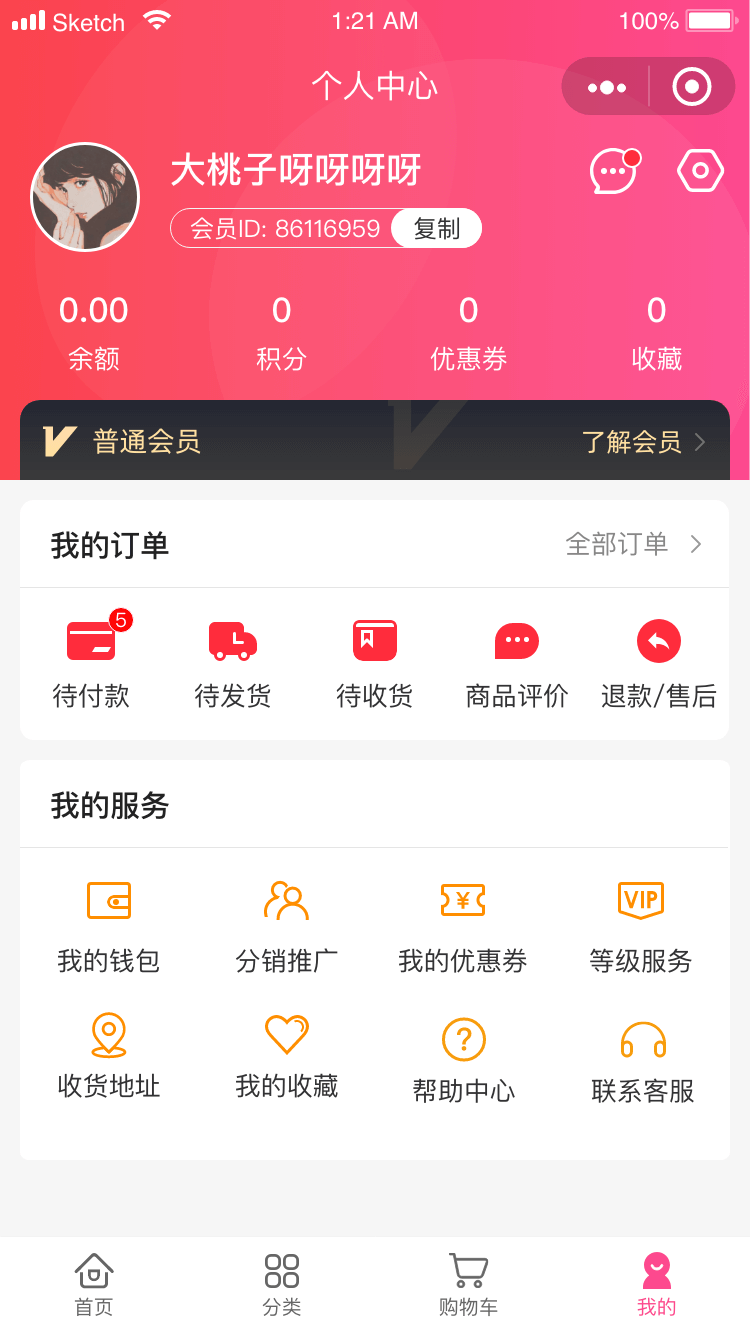 Sketch 1:21 AM 100%
个人中心
大桃子呀呀呀呀
会员ID: 86116959 复制
0.00 0 0 0
余额 积分 优惠券 收藏
普通会员 了解会员
我的订单 全部订单
5
待付款 待发货 待收货 商品评价 退款/售后
我的服务
¥ VIP
我的钱包 分销推广 我的优惠券 等级服务
?
收货地址 我的收藏 帮助中心 联系客服
首页 分类 购物车 我的